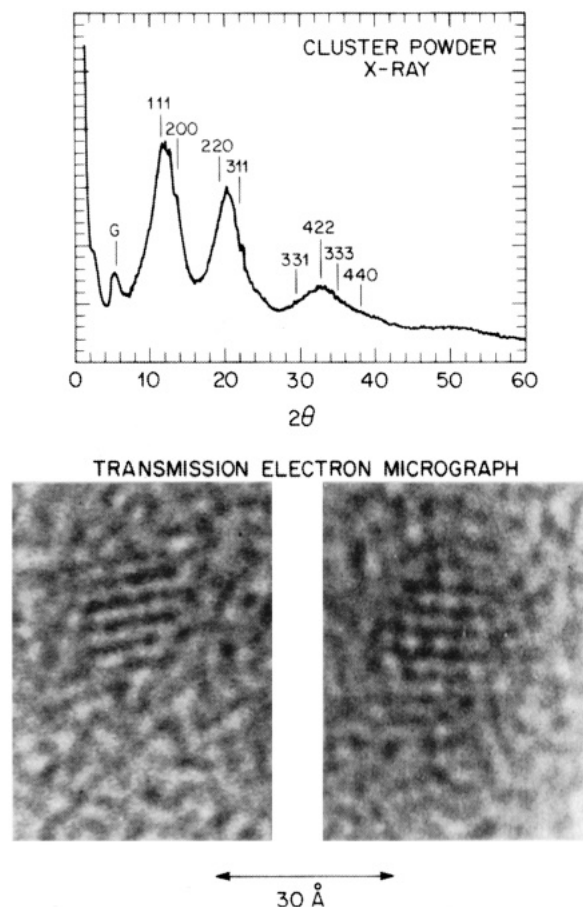 CLUSTER POWDER
X-RAY
111
200
220
311
G
422
331
333
440
0 10 20 30 40 50 60
2θ
TRANSMISSION ELECTRON MICROGRAPH
30 Å